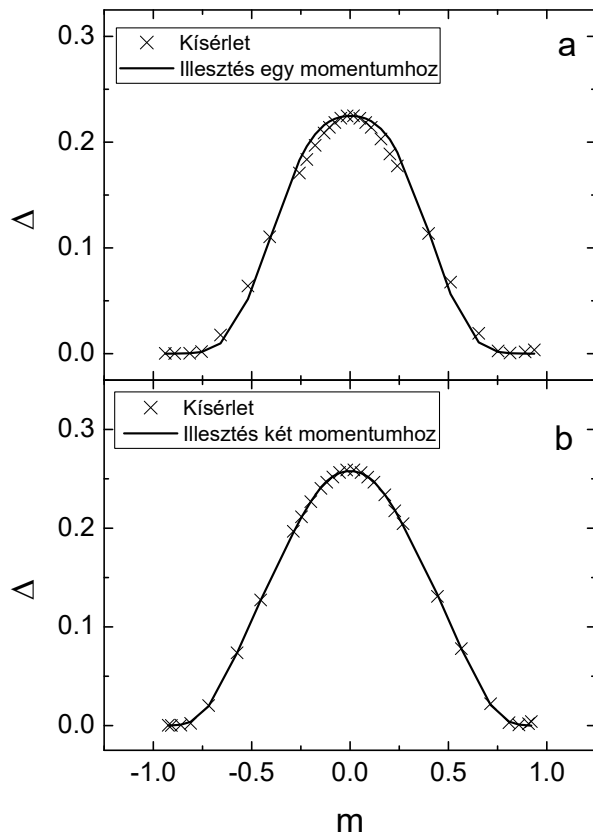 0.3
Kísérlet
Illesztés egy momentumhoz
a
0.2
Δ
0.1
0.0
Kísérlet
Illesztés két momentumhoz
b
0.3
0.2
Δ
0.1
0.0
-1.0 -0.5 0.0 0.5 1.0
m